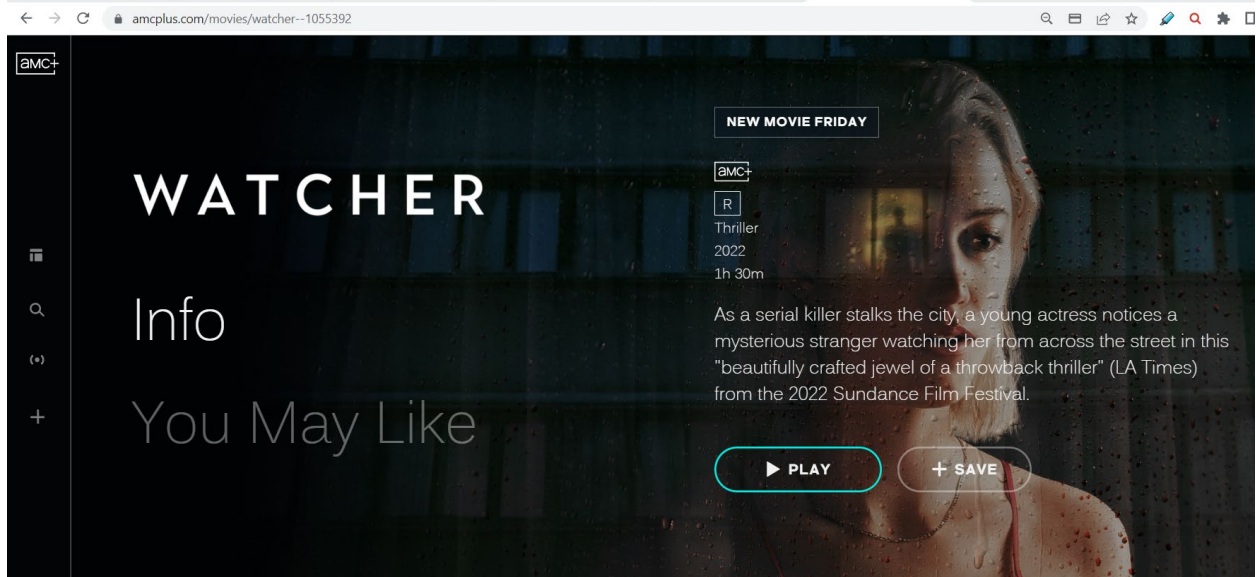 amcplus.com/movies/watcher--1055392
amc+
NEW MOVIE FRIDAY
WATCHER
amc+
R
Thriller
2022
1h 30m
Info
As a serial killer stalks the city, a young actress notices a
mysterious stranger watching her from across the street in this
"beautifully crafted jewel of a throwback thriller" (LA Times)
from the 2022 Sundance Film Festival.
You May Like
PLAY
+ SAVE